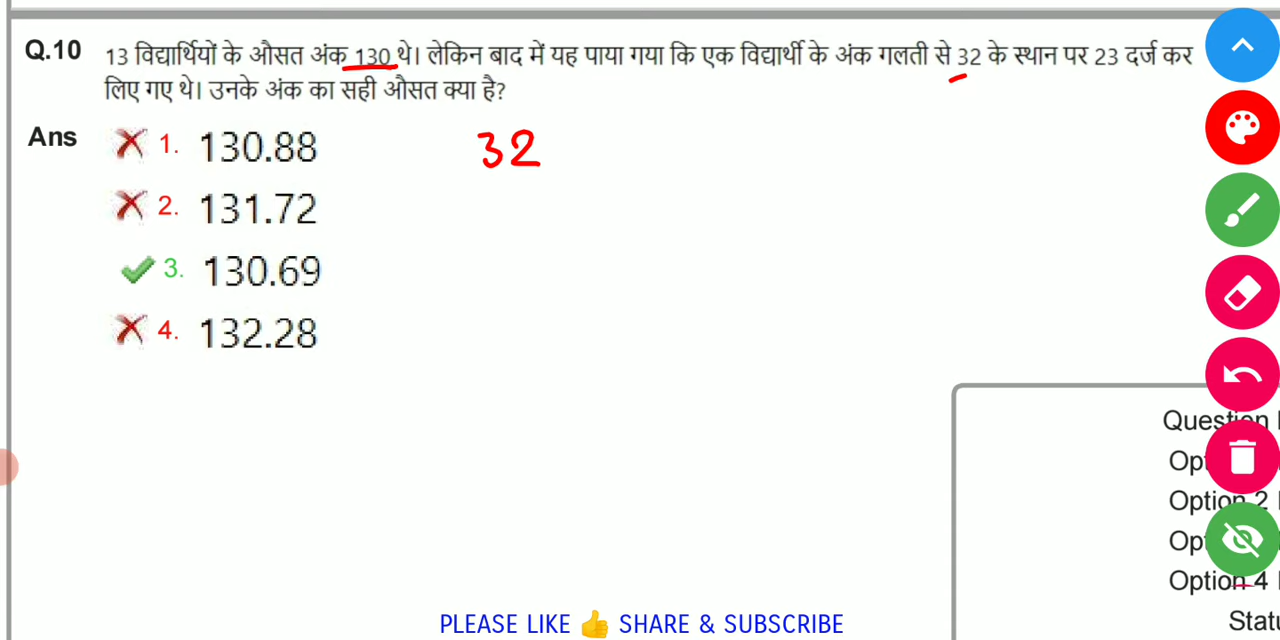 Q.10 13 विद्यार्थियों के औसत अंक 130 थे। लेकिन बाद में यह पाया गया कि एक विद्यार्थी के अंक गलती से 32 के स्थान पर 23 दर्ज कर
लिए गए थे। उनके अंक का सही औसत क्या है?
Ans 1. 130.88
32
2. 131.72
3. 130.69
4. 132.28
Question
Option 2
Option 4
PLEASE LIKE 👍 SHARE & SUBSCRIBE